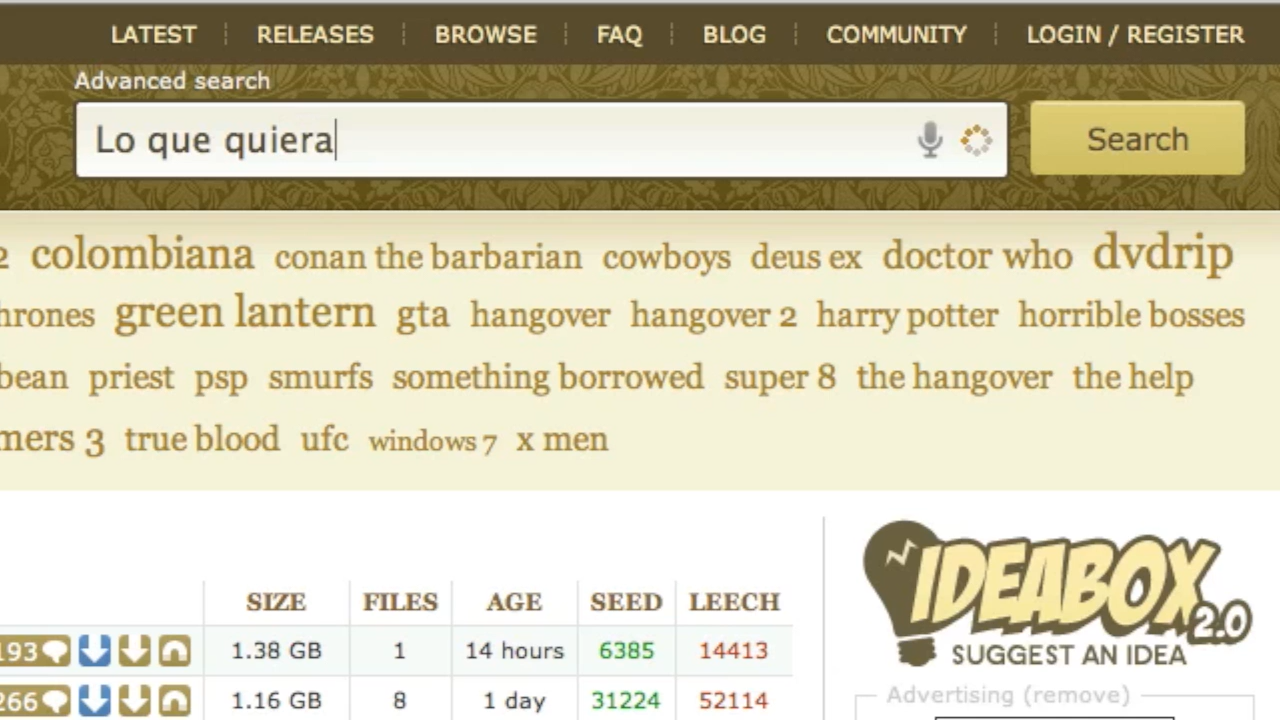 LATEST RELEASES BROWSE FAQ BLOG COMMUNITY LOGIN / REGISTER
Advanced search
Lo que quiera Search
2 colombiana conan the barbarian cowboys deus ex doctor who dvdrip
hrones green lantern gta hangover hangover 2 harry potter horrible bosses
bean priest psp smurfs something borrowed super 8 the hangover the help
mers 3 true blood ufc windows 7 x men
IDEABOX 2.0
SUGGEST AN IDEA
SIZE FILES AGE SEED LEECH
193 1.38 GB 1 14 hours 6385 14413
266 1.16 GB 8 1 day 31224 52114
Advertising (remove)